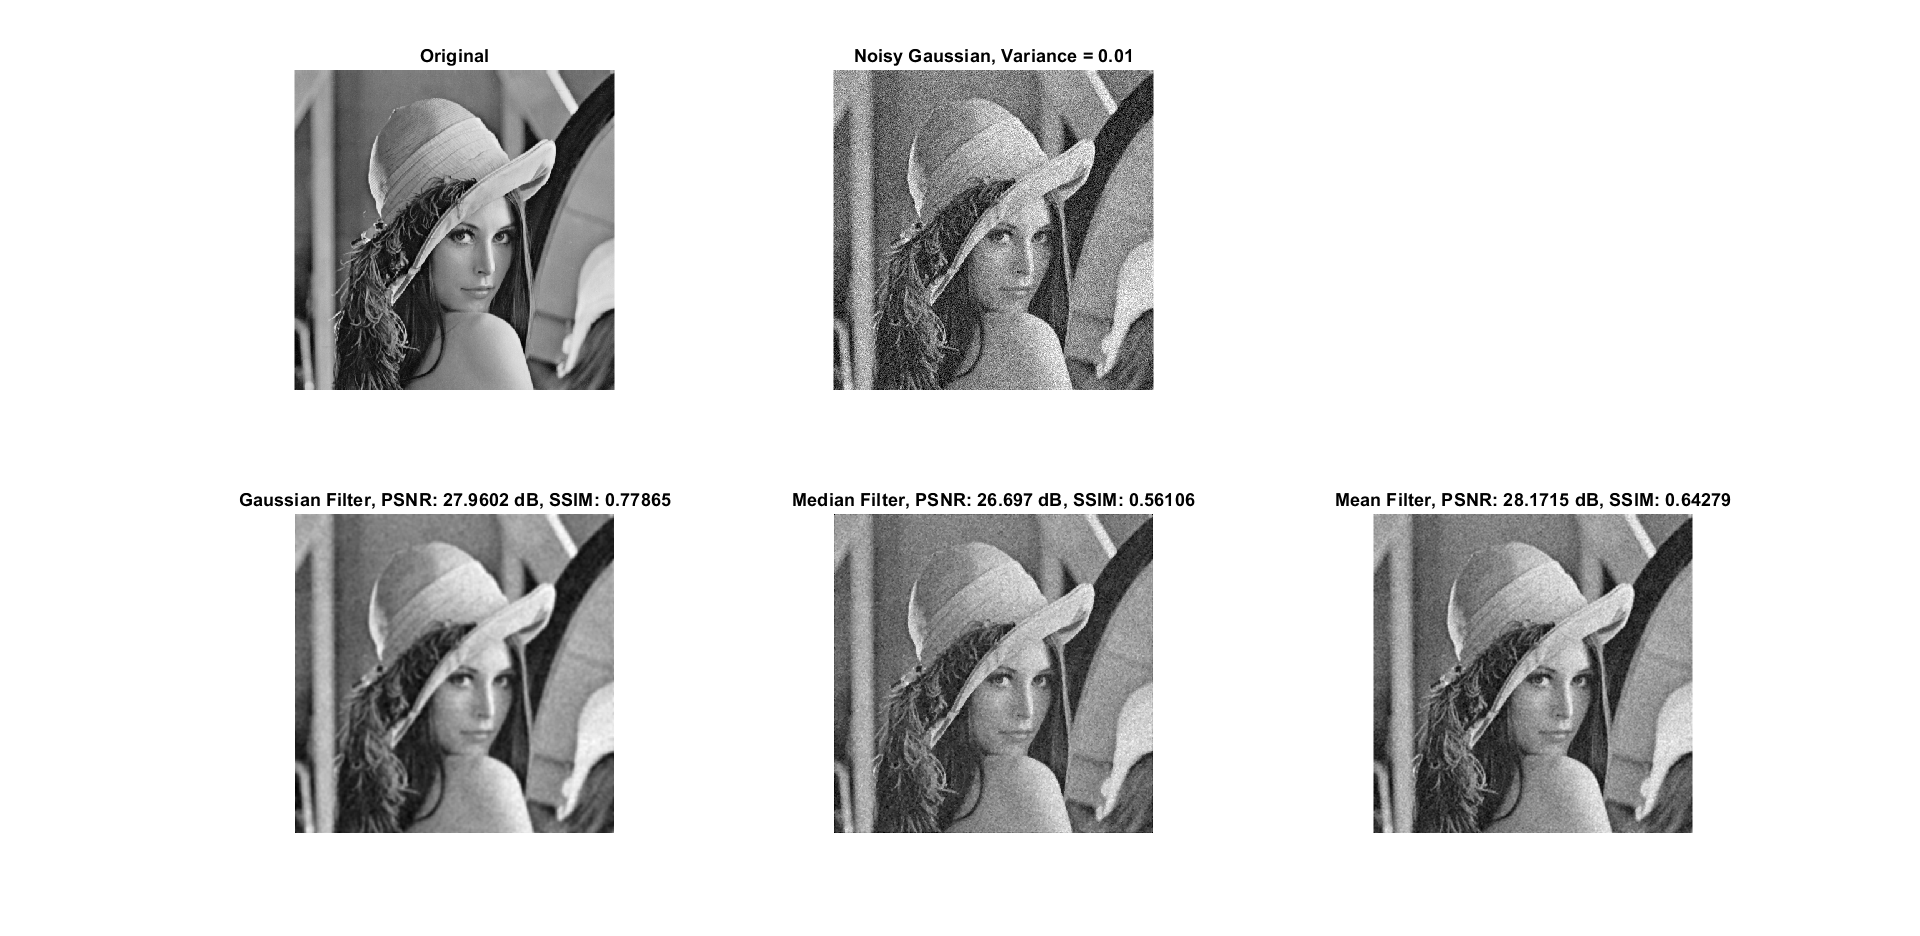 Original
Noisy Gaussian, Variance = 0.01
Gaussian Filter, PSNR: 27.9602 dB, SSIM: 0.77865
Median Filter, PSNR: 26.697 dB, SSIM: 0.56106
Mean Filter, PSNR: 28.1715 dB, SSIM: 0.64279